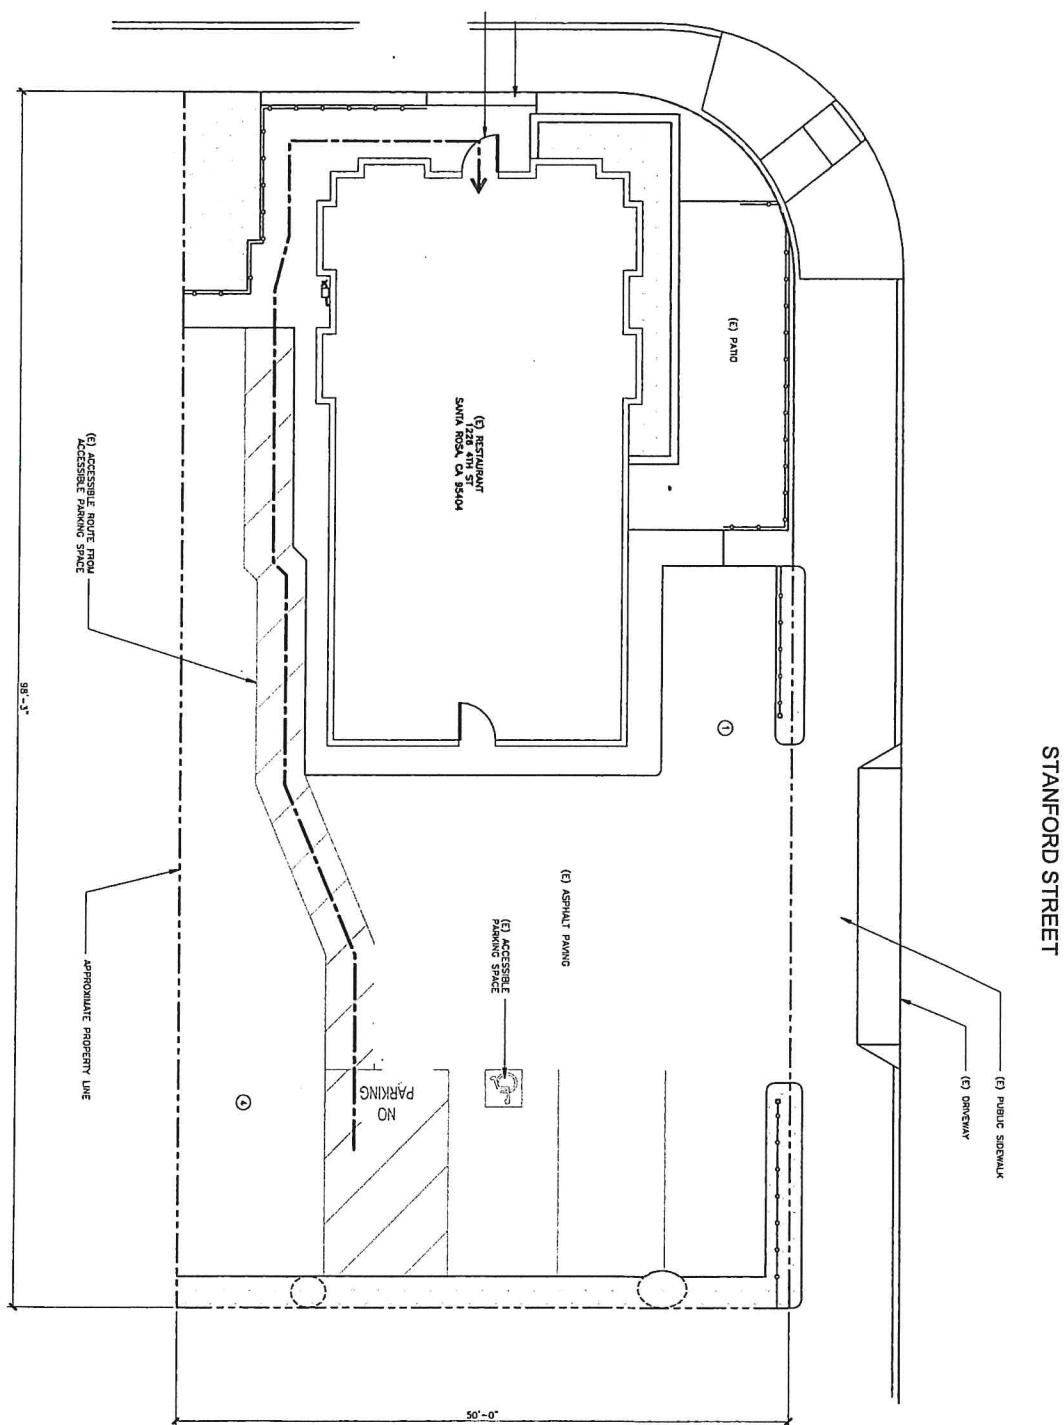 STANFORD STREET
(E) PUBLIC SIDEWALK
(E) DRIVEWAY
(E) PATIO
(E) RESTAURANT
1226 4TH ST
SANTA ROSA, CA 95404
1
(E) ASPHALT PAVING
(E) ACCESSIBLE
PARKING SPACE
NO
PARKING
4
(E) ACCESSIBLE ROUTE FROM
ACCESSIBLE PARKING SPACE
APPROXIMATE PROPERTY LINE
98'-3"
50'-0"